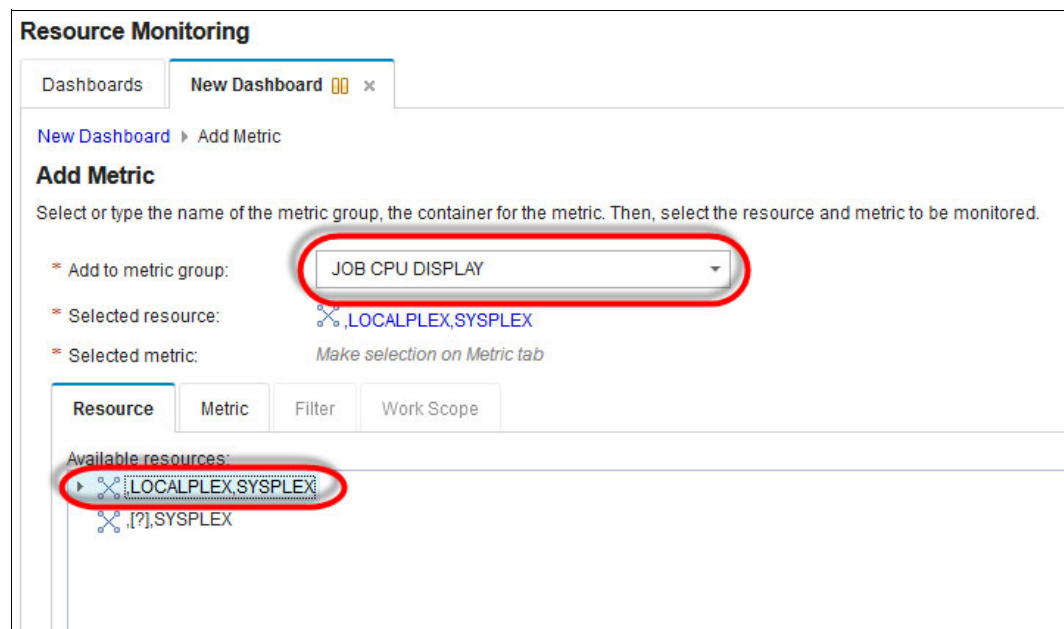 Resource Monitoring
Dashboards New Dashboard ×
New Dashboard Add Metric
Add Metric
Select or type the name of the metric group, the container for the metric. Then, select the resource and metric to be monitored.
* Add to metric group: JOB CPU DISPLAY
* Selected resource: ,LOCALPLEX,SYSPLEX
* Selected metric: Make selection on Metric tab
Resource Metric Filter Work Scope
Available resources:
,LOCALPLEX,SYSPLEX
,[?],SYSPLEX